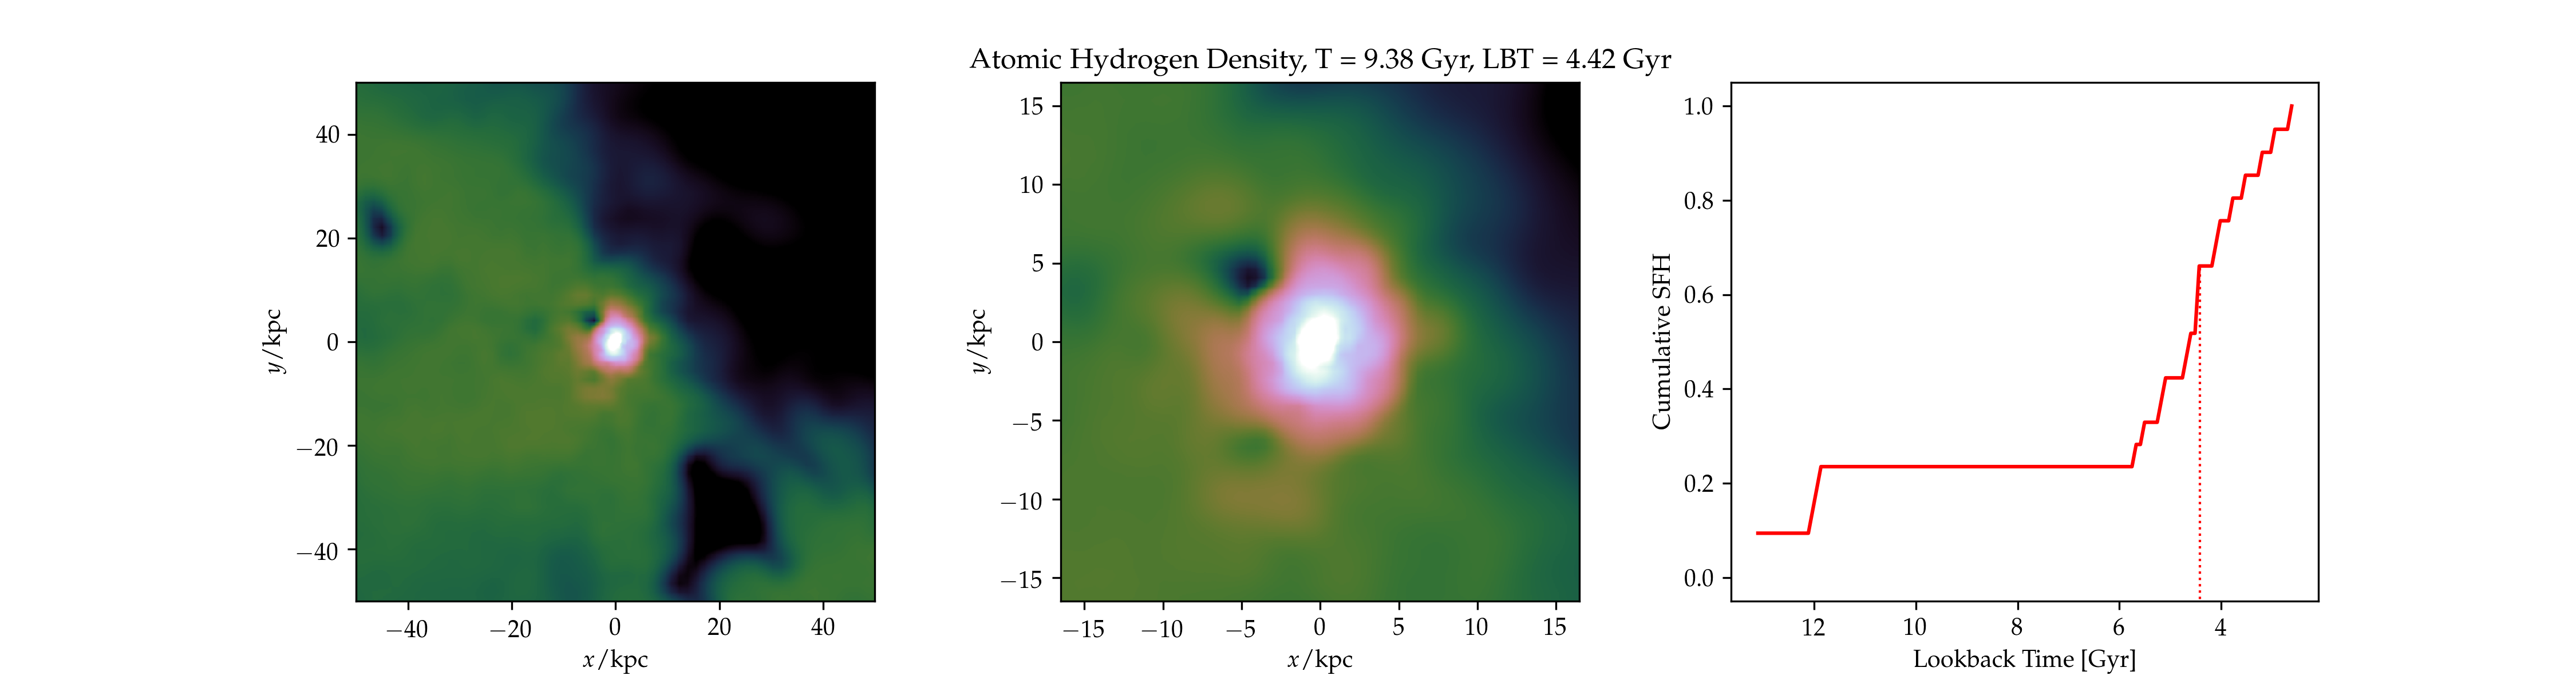 Atomic Hydrogen Density, T = 9.38 Gyr, LBT = 4.42 Gyr
40
20
0
−20
−40
y/kpc
−40 −20 0 20 40
x/kpc
15
10
5
0
−5
−10
−15
y/kpc
−15 −10 −5 0 5 10 15
x/kpc
1.0
0.8
0.6
0.4
0.2
0.0
Cumulative SFH
12 10 8 6 4
Lookback Time [Gyr]